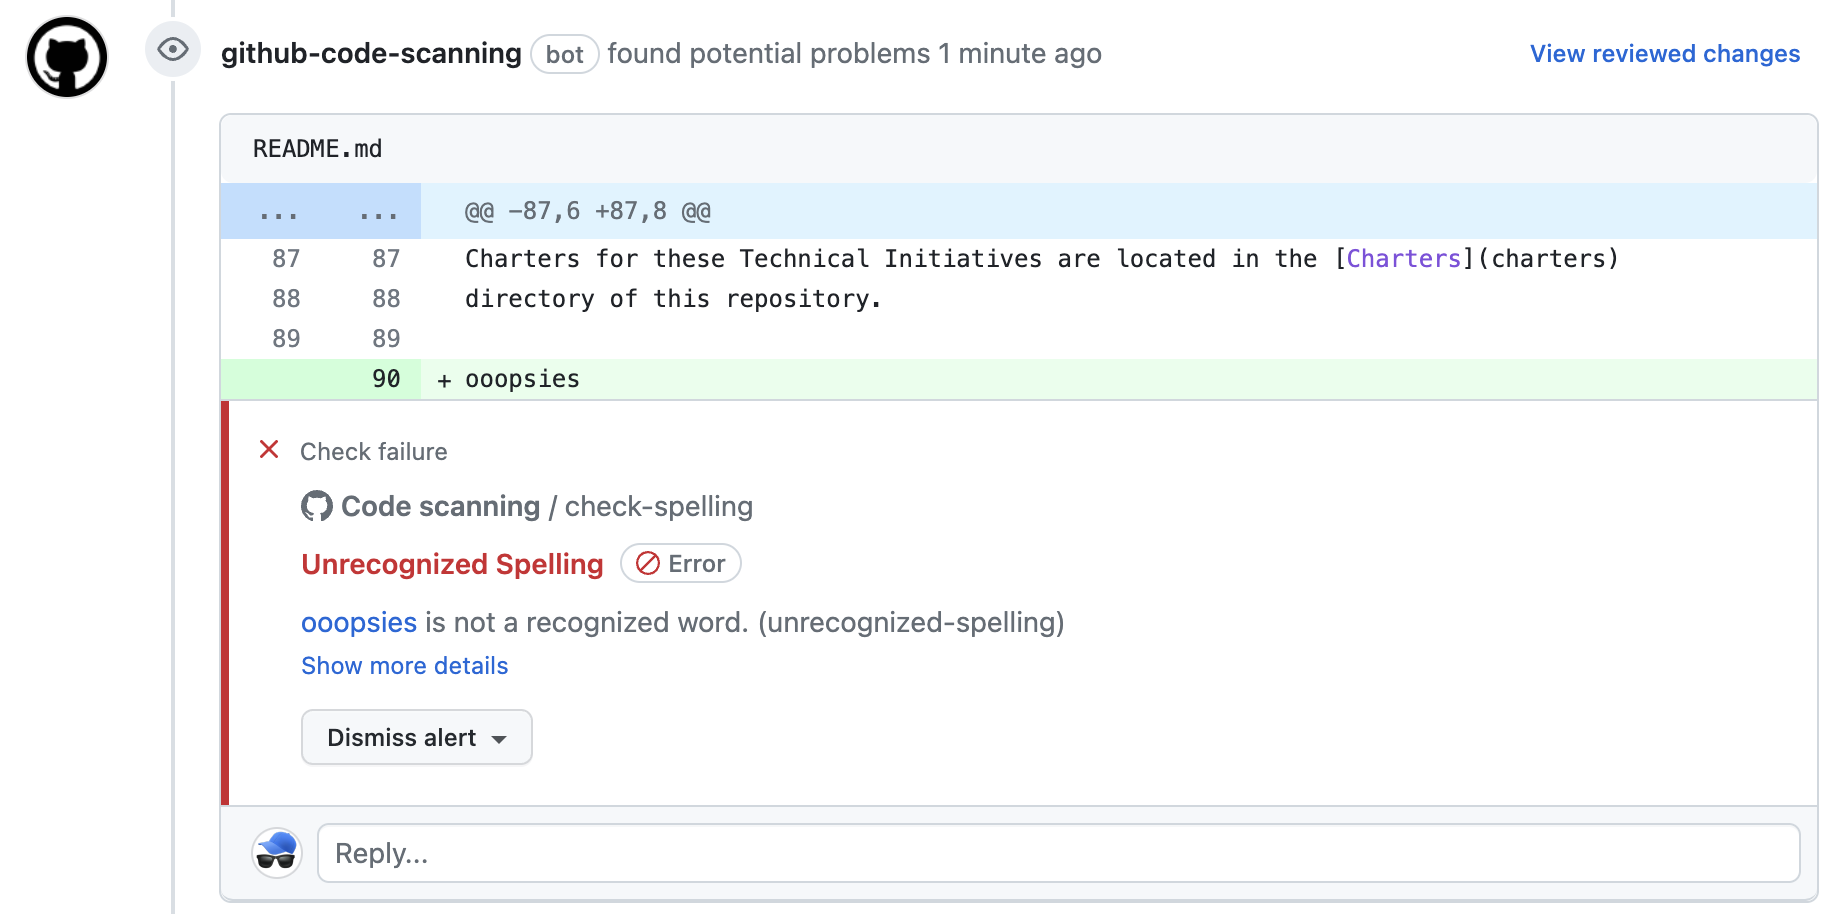 github-code-scanning bot found potential problems 1 minute ago View reviewed changes
README.md
... ... @@ -87,6 +87,8 @@
87 87 Charters for these Technical Initiatives are located in the [Charters](charters)
88 88 directory of this repository.
89 89
90 + ooopsies
Check failure
Code scanning / check-spelling
Unrecognized Spelling Error
ooopsies is not a recognized word. (unrecognized-spelling)
Show more details
Dismiss alert
Reply...